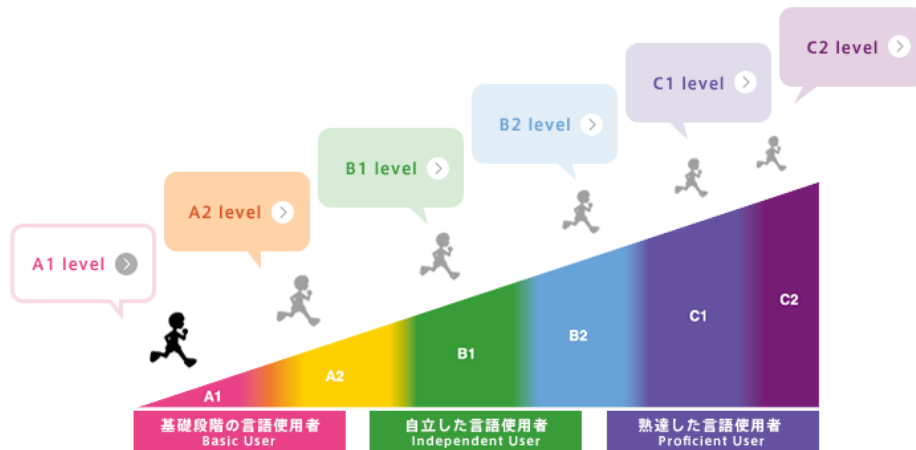 A1 level
A2 level
B1 level
B2 level
C1 level
C2 level
A1
A2
B1
B2
C1
C2
基礎段階の言語使用者
Basic User
自立した言語使用者
Independent User
熟達した言語使用者
Proficient User